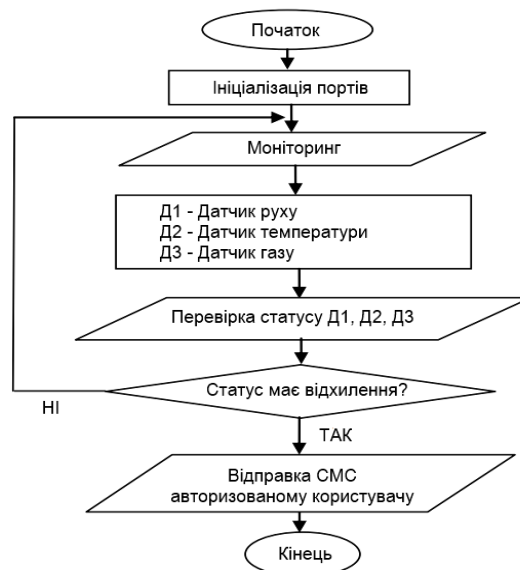 Початок
Ініціалізація портів
Моніторинг
Д1 - Датчик руху
Д2 - Датчик температури
Д3 - Датчик газу
Перевірка статусу Д1, Д2, Д3
Статус має відхилення?
НІ
ТАК
Відправка СМС
авторизованому користувачу
Кінець